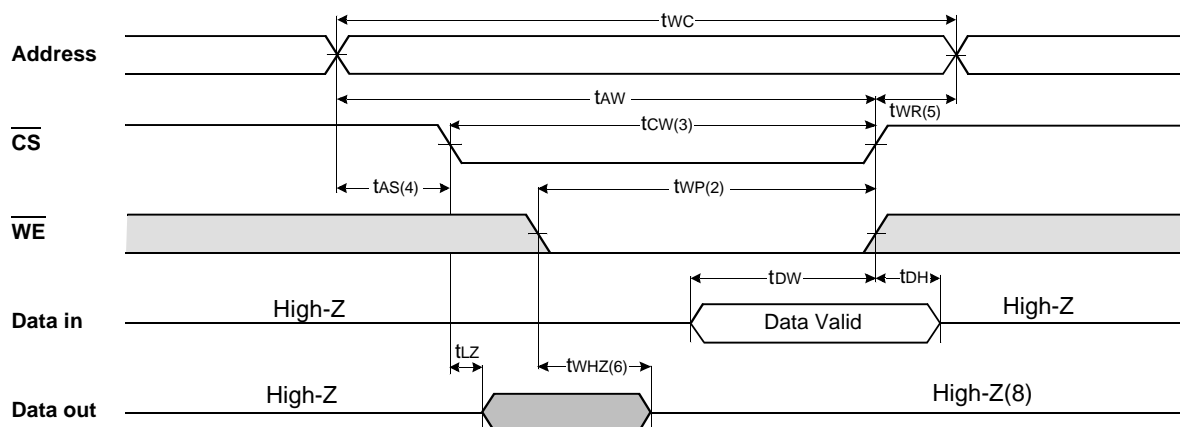 tWC
Address
tAW
tWR(5)
tCW(3)
CS
tAS(4)
tWP(2)
WE
tDW
tDH
High-Z
High-Z
Data in
Data Valid
tLZ
tWHZ(6)
High-Z
High-Z(8)
Data out